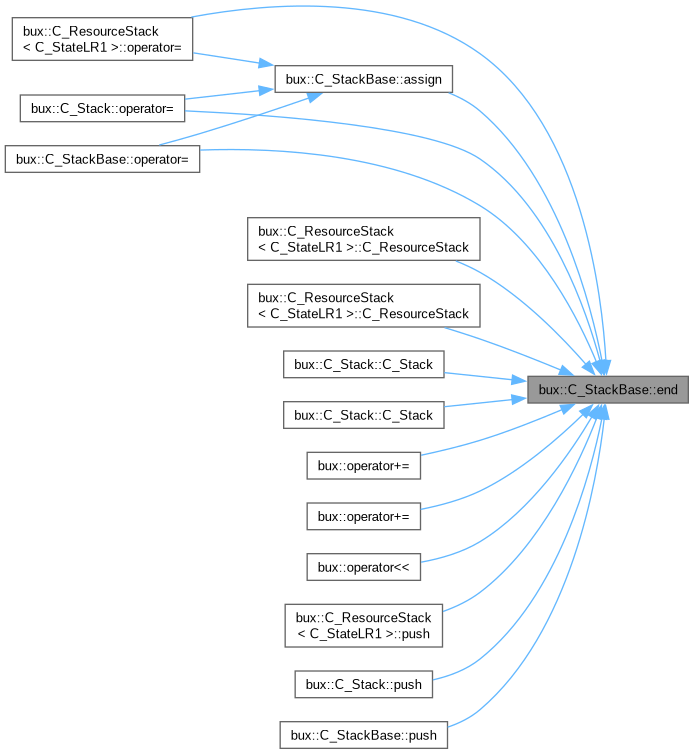 bux::C_ResourceStack
< C_StateLR1 >::operator=
bux::C_StackBase::assign
bux::C_Stack::operator=
bux::C_StackBase::operator=
bux::C_ResourceStack
< C_StateLR1 >::C_ResourceStack
bux::C_ResourceStack
< C_StateLR1 >::C_ResourceStack
bux::C_Stack::C_Stack
bux::C_StackBase::end
bux::C_Stack::C_Stack
bux::operator+=
bux::operator+=
bux::operator<<
bux::C_ResourceStack
< C_StateLR1 >::push
bux::C_Stack::push
bux::C_StackBase::push